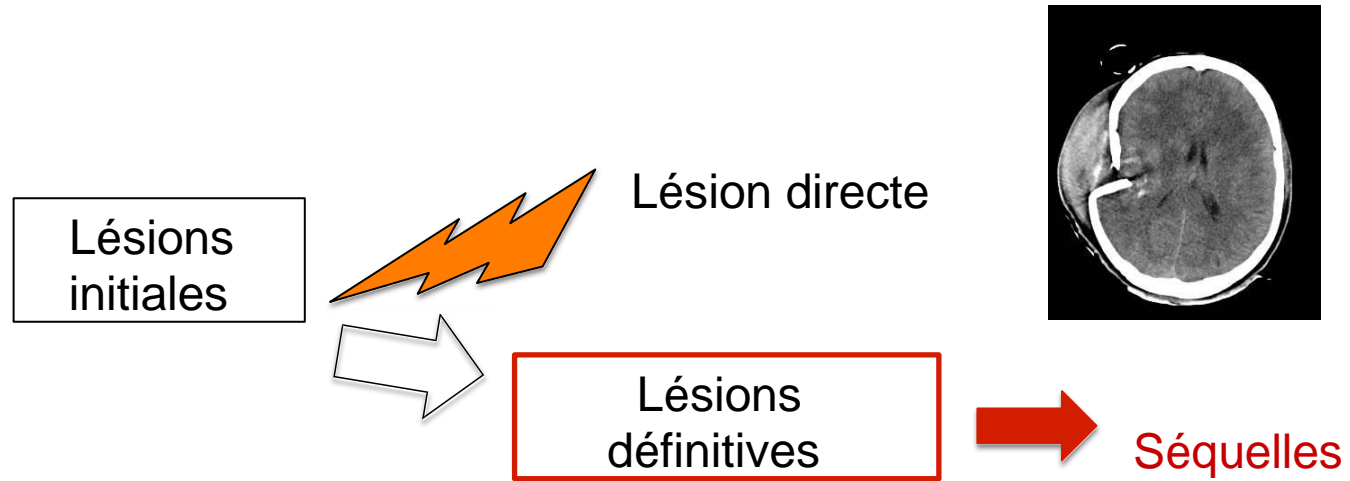 Lésion directe
Lésions
initiales
Lésions
définitives
Séquelles